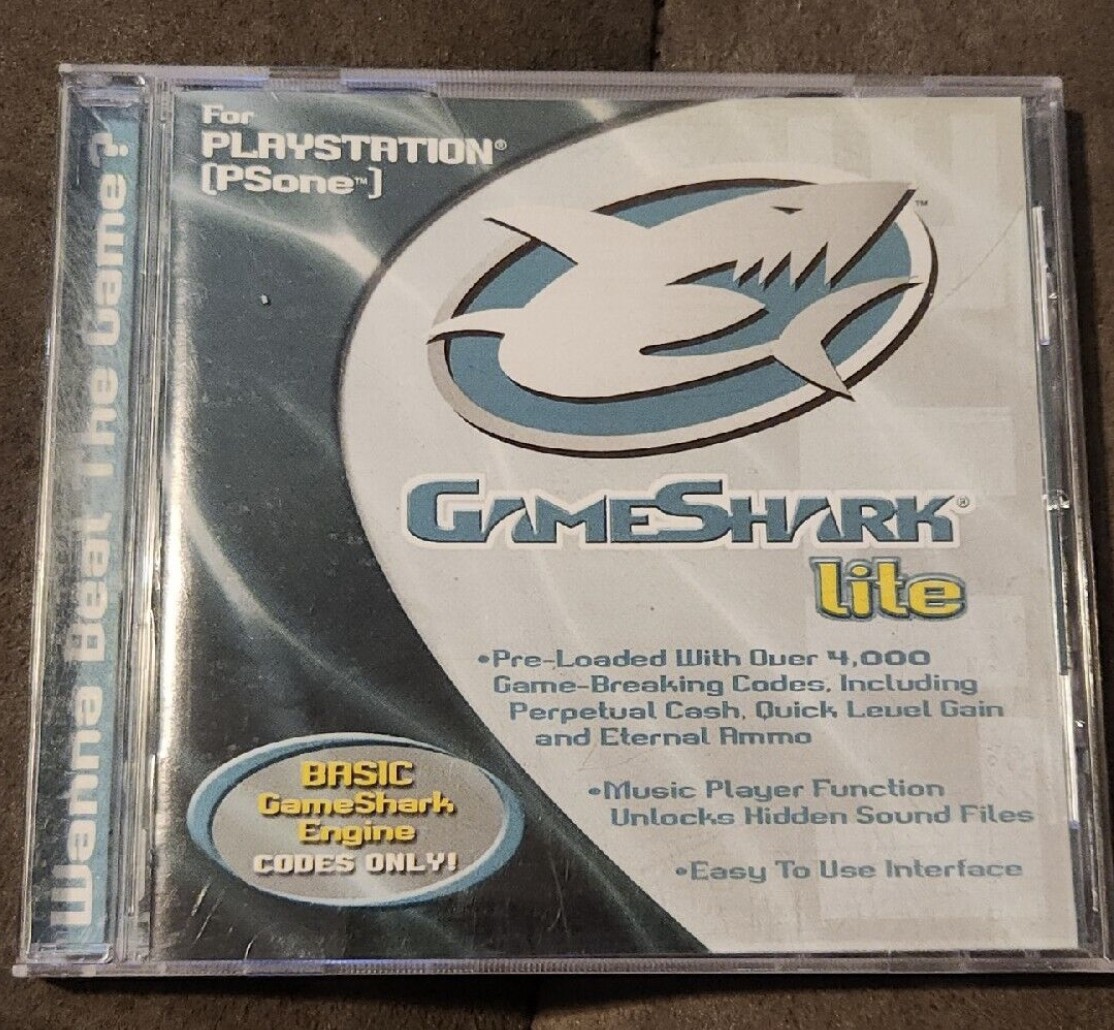 For
PLAYSTATION®
(PSone™)
Wanna Beat The Game?
™
GAMESHARK®
lite
•Pre-Loaded With Over 4,000
Game-Breaking Codes, Including
Perpetual Cash, Quick Level Gain
and Eternal Ammo
•Music Player Function
Unlocks Hidden Sound Files
•Easy To Use Interface
BASIC
GameShark
Engine
CODES ONLY!